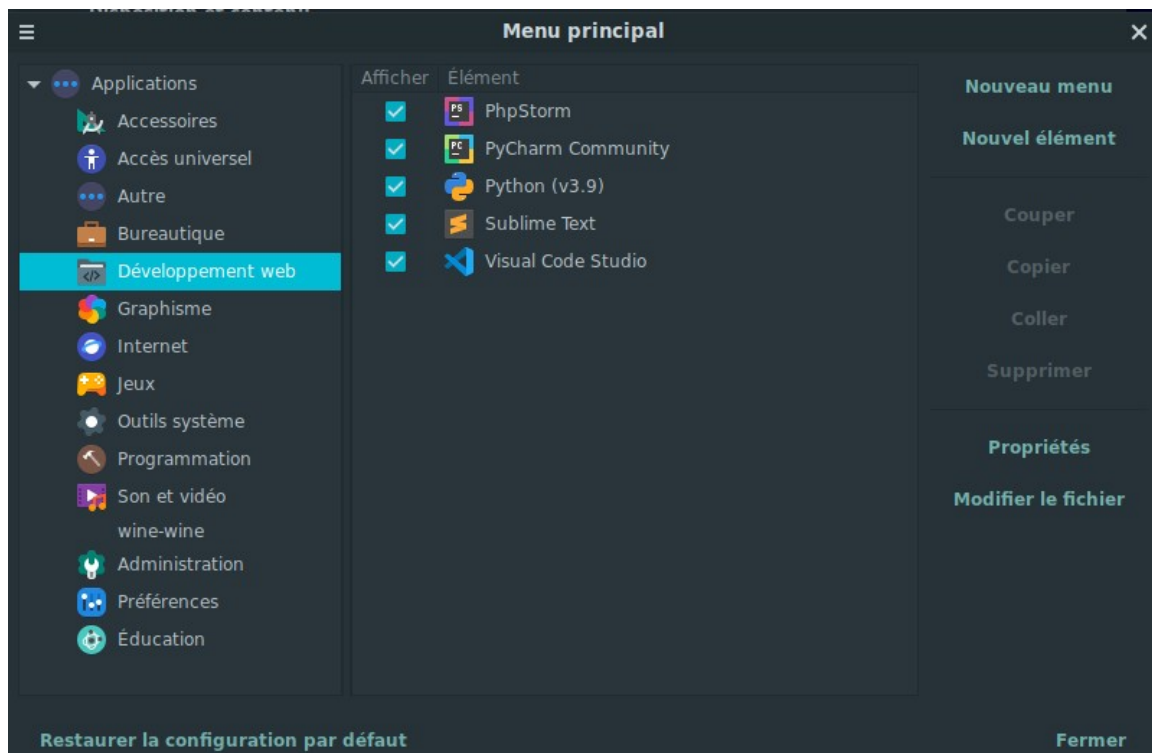 Menu principal
Applications
Accessoires
Accès universel
Autre
Bureautique
Développement web
Graphisme
Internet
Jeux
Outils système
Programmation
Son et vidéo
wine-wine
Administration
Préférences
Éducation
Afficher Élément
PhpStorm
PyCharm Community
Python (v3.9)
Sublime Text
Visual Code Studio
Nouveau menu
Nouvel élément
Couper
Copier
Coller
Supprimer
Propriétés
Modifier le fichier
Restaurer la configuration par défaut
Fermer